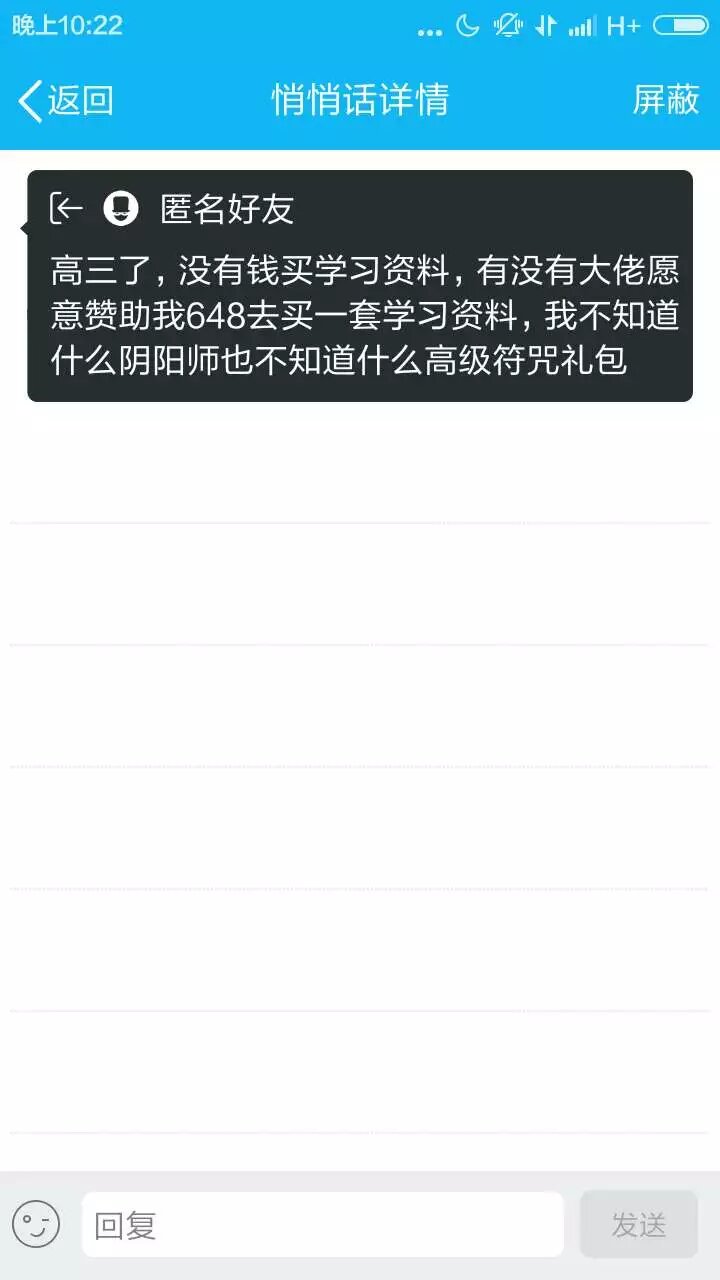 晚上10:22 ... H+
返回 悄悄话详情 屏蔽
匿名好友
高三了，没有钱买学习资料，有没有大佬愿
意赞助我648去买一套学习资料，我不知道
什么阴阳师也不知道什么高级符咒礼包
回复 发送